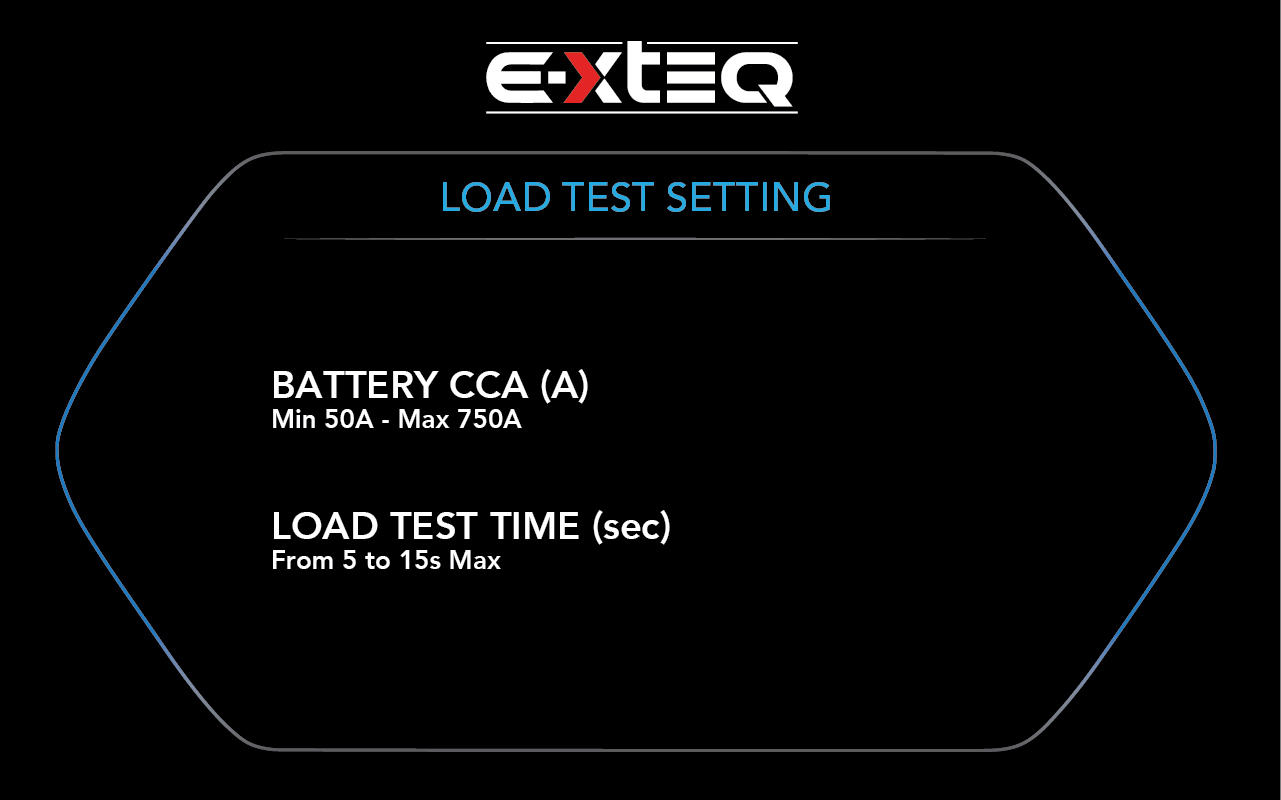 E-XTEQ
LOAD TEST SETTING
BATTERY CCA (A)
Min 50A - Max 750A
LOAD TEST TIME (sec)
From 5 to 15s Max